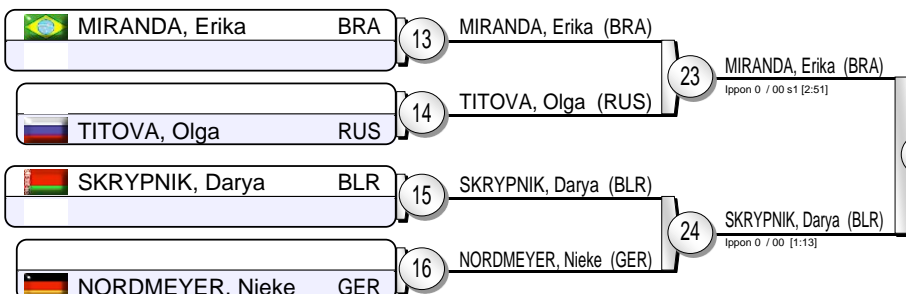 MIRANDA, Erika BRA
13
MIRANDA, Erika (BRA)
23
MIRANDA, Erika (BRA)
Ippon 0 / 00 s1 [2:51]
14
TITOVA, Olga (RUS)
TITOVA, Olga RUS
SKRYPNIK, Darya BLR
15
SKRYPNIK, Darya (BLR)
24
SKRYPNIK, Darya (BLR)
Ippon 0 / 00 [1:13]
16
NORDMEYER, Nieke (GER)
NORDMEYER, Nieke GER